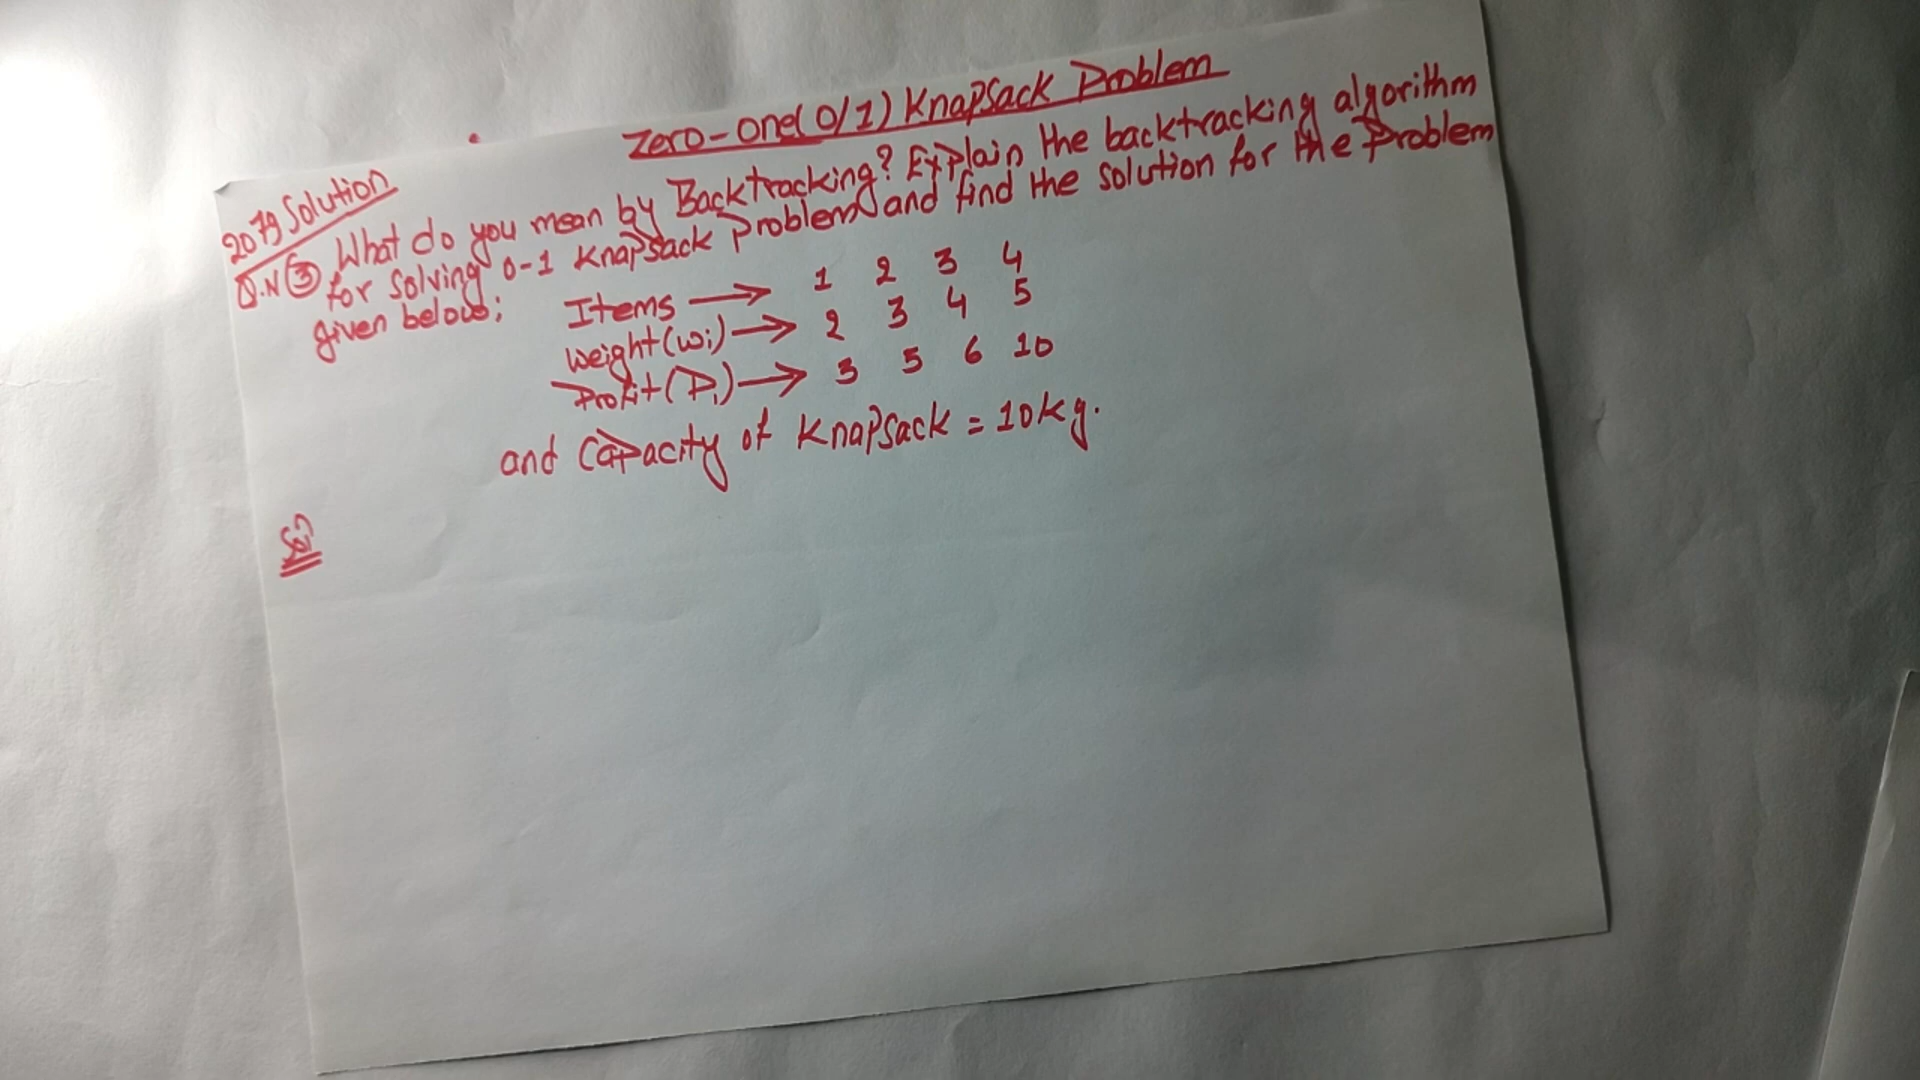 Zero-one(0/1) Knapsack Problem
2079 Solution
Q.N③ What do you mean by Backtracking? Explain the backtracking algorithm
for solving 0-1 Knapsack problem and find the solution for the problem
given below;
Items → 1 2 3 4
Weight(wi) → 2 3 4 5
Profit(Pi) → 3 5 6 10
and Capacity of Knapsack = 10kg.
Sol